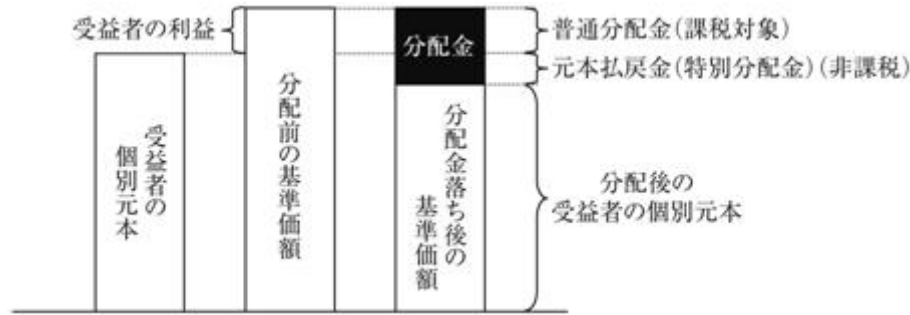 受益者の利益
分配金
普通分配金(課税対象)
元本払戻金(特別分配金)(非課税)
受益者の
個別元本
分配前の基準価額
分配金落ち後の
基準価額
分配後の
受益者の個別元本